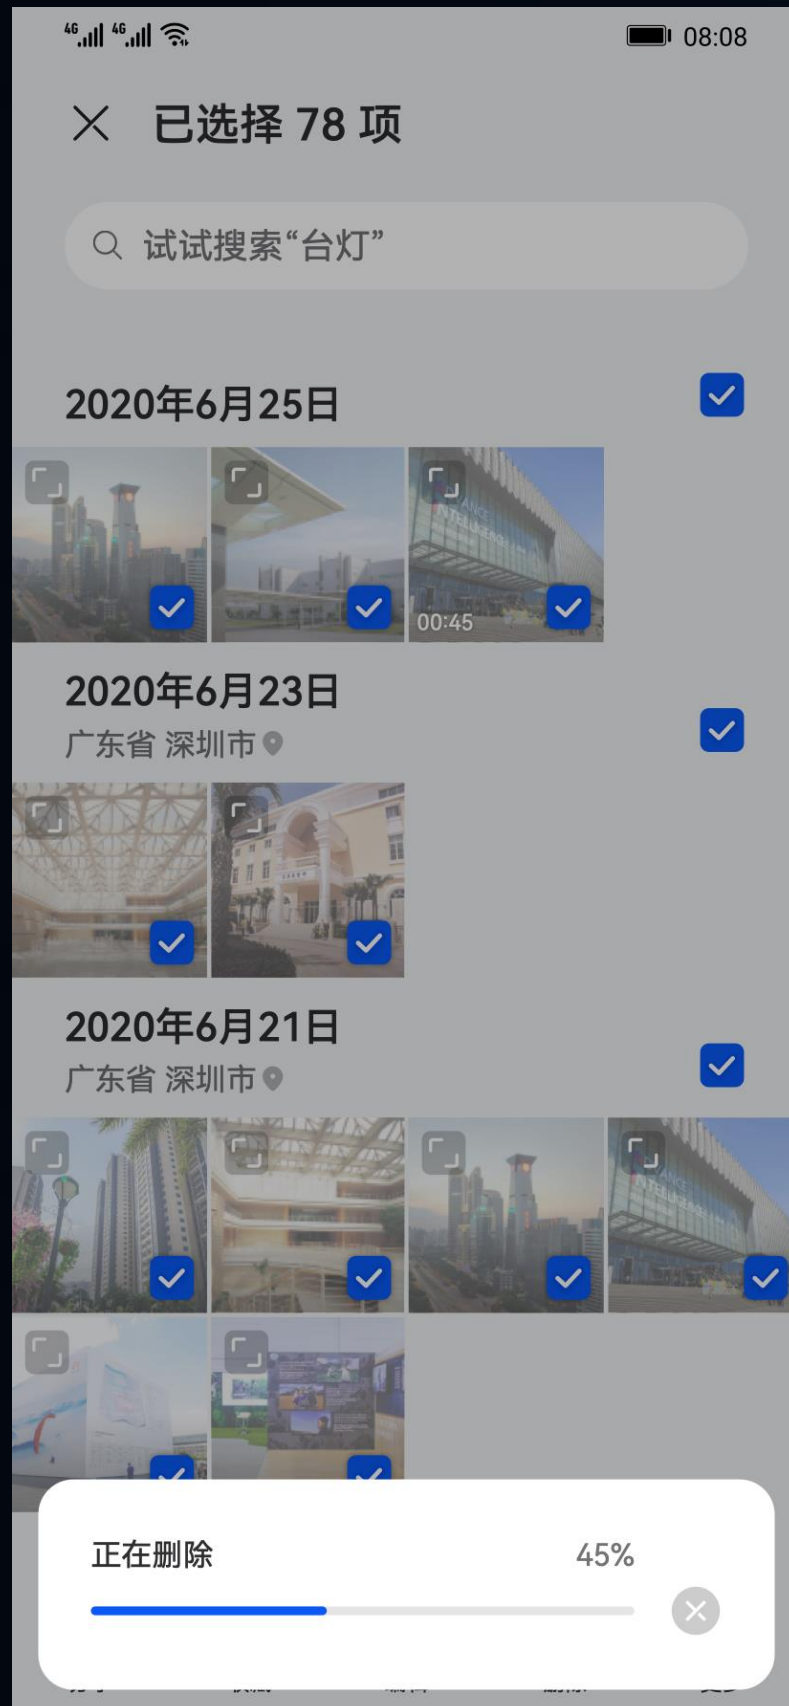 4G 4G 08:08
已选择 78 项
试试搜索“台灯”
2020年6月25日
00:45
2020年6月23日
广东省 深圳市
2020年6月21日
广东省 深圳市
正在删除 45%